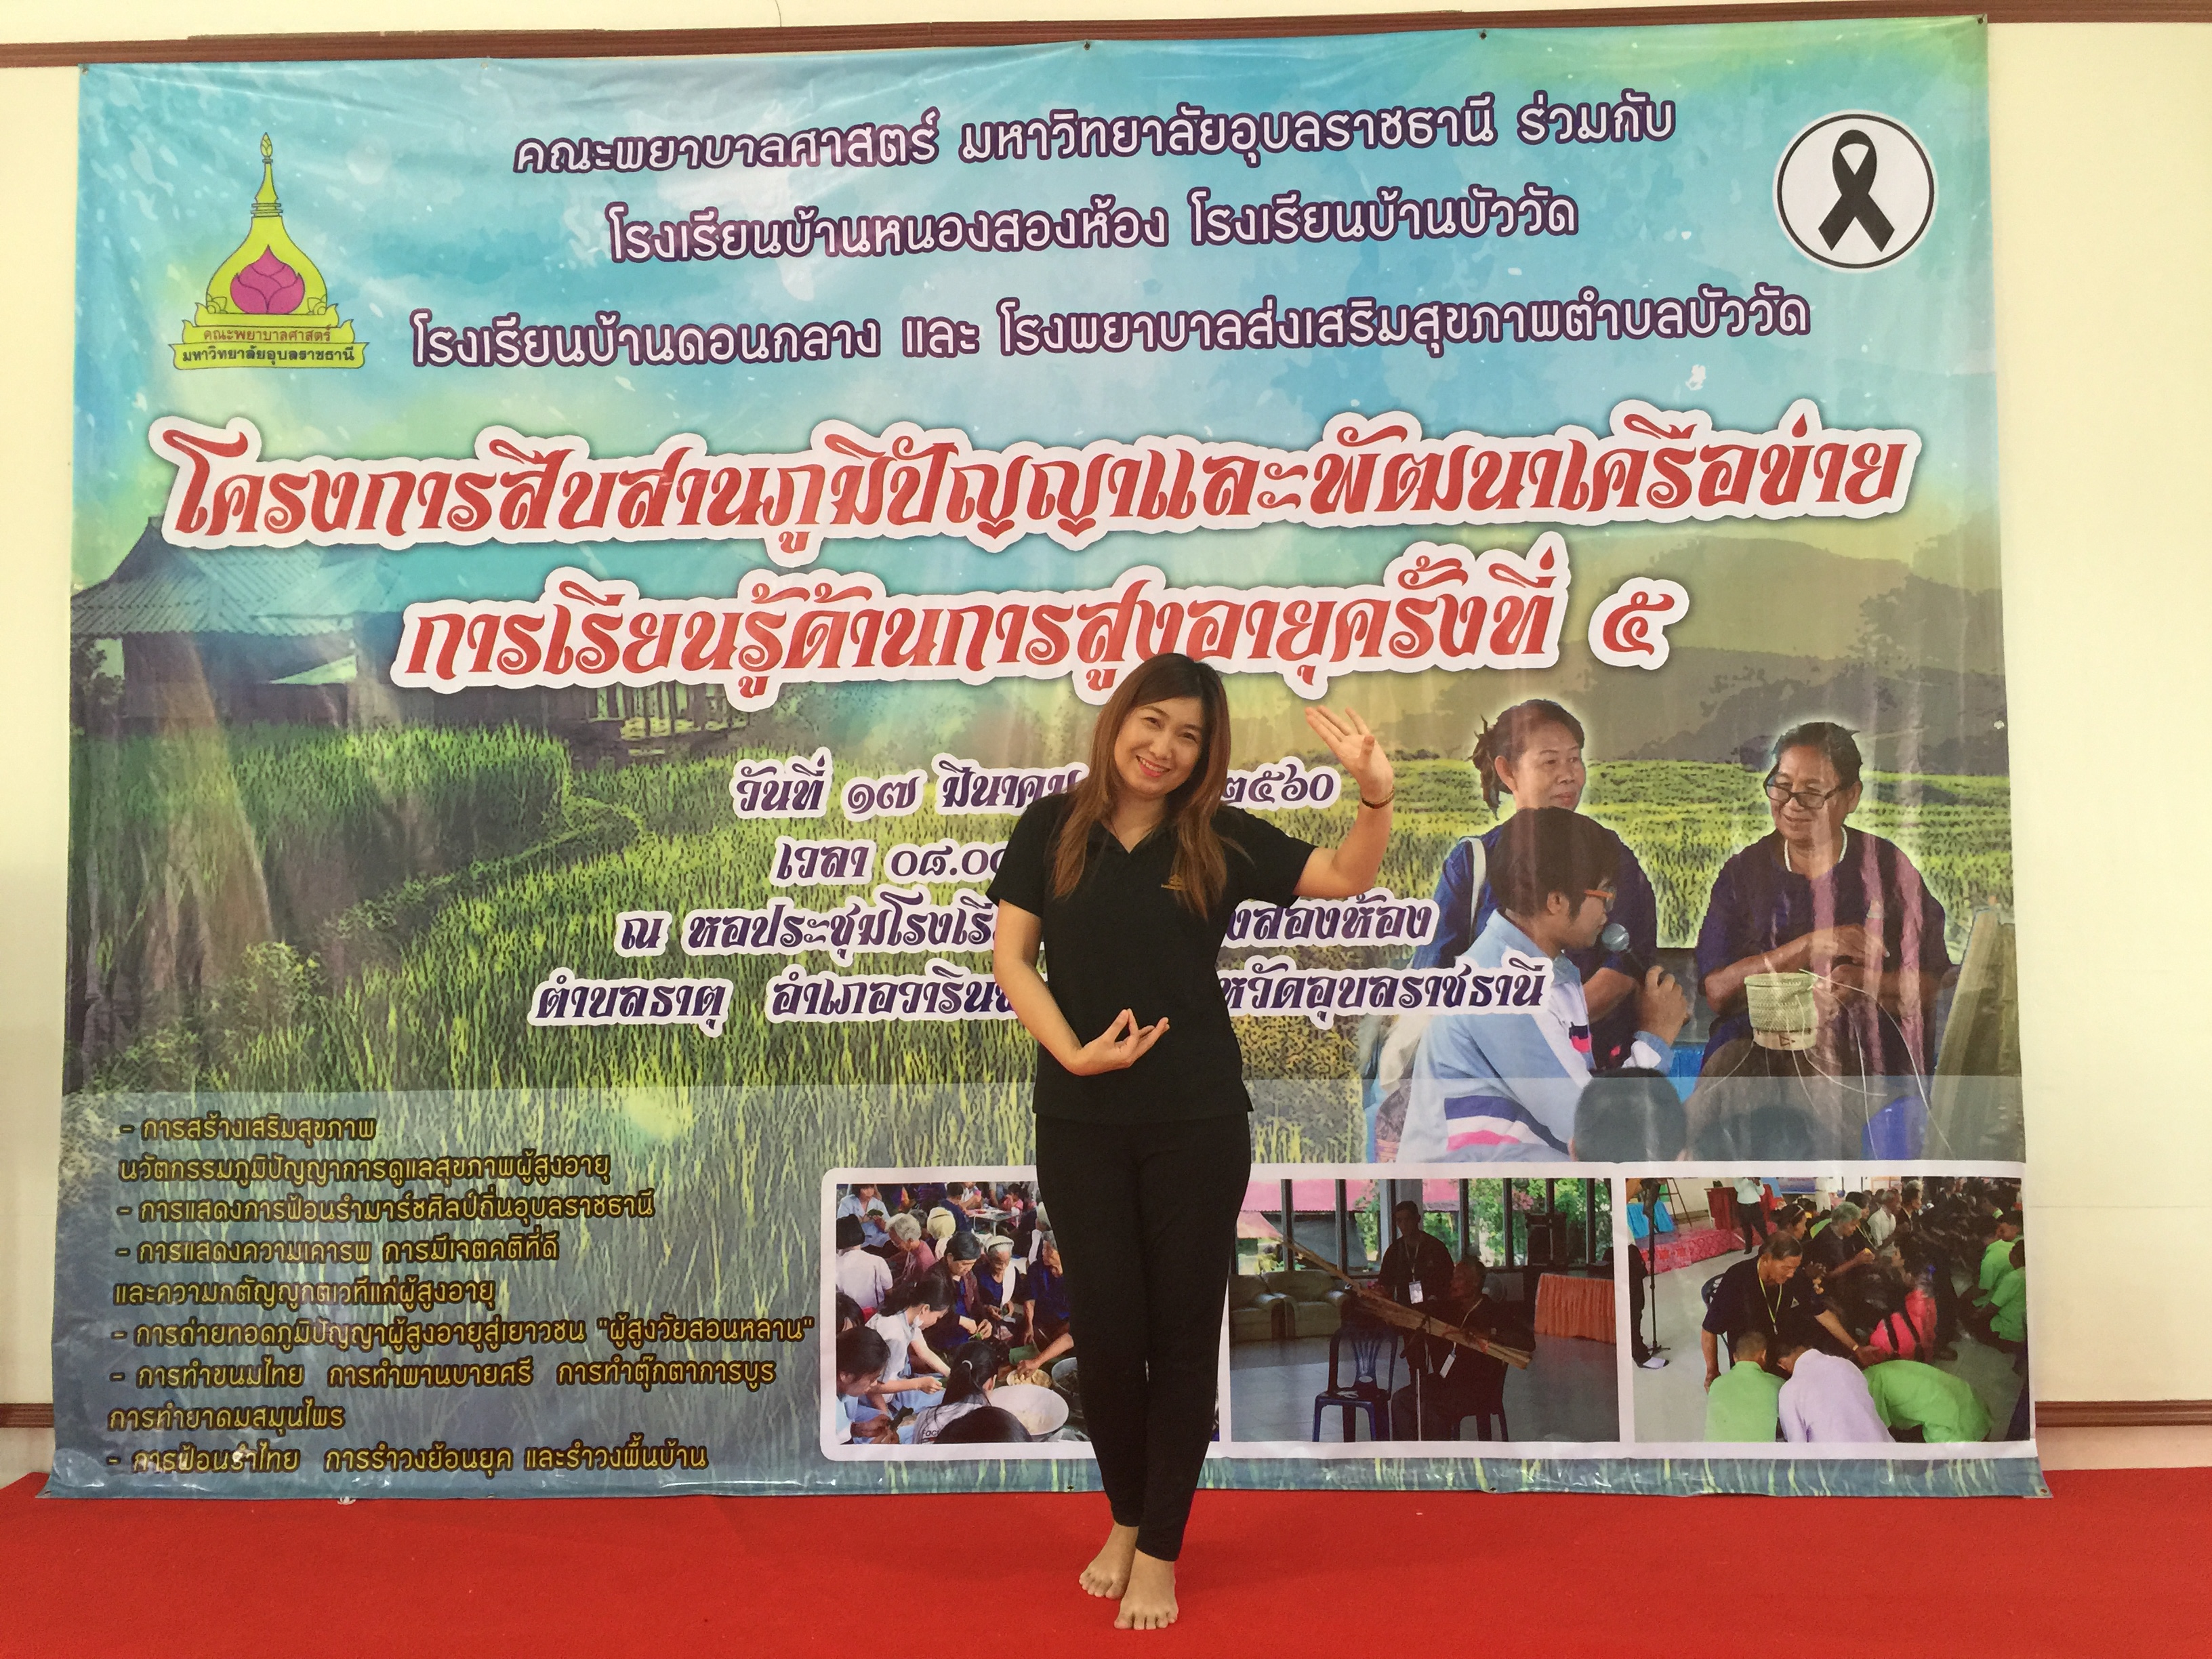 คณะพยาบาลศาสตร์ มหาวิทยาลัยอุบลราชธานี ร่วมกับ
โรงเรียนบ้านหนองสองห้อง โรงเรียนบ้านบัววัด
โรงเรียนบ้านดอนกลาง และ โรงพยาบาลส่งเสริมสุขภาพตำบลบัววัด
คณะพยาบาลศาสตร์
มหาวิทยาลัยอุบลราชธานี
โครงการสืบสานภูมิปัญญาและพัฒนาเครือข่าย
การเรียนรู้ด้านการสูงอายุครั้งที่ ๕
วันที่ ๑๗ มีนาคม ๒๕๖๐
เวลา ๐๘.๐๐
ณ หอประชุมโรงเรี งสองห้อง
ตำบลธาตุ อำเภอวารินช หวัดอุบลราชธานี
- การสร้างเสริมสุขภาพ
นวัตกรรมภูมิปัญญาการดูแลสุขภาพผู้สูงอายุ
- การแสดงการฟ้อนรำมาร์ชศิลป์ถิ่นอุบลราชธานี
- การแสดงความเคารพ การมีเจตคติที่ดี
และความกตัญญูกตเวทีแก่ผู้สูงอายุ
- การถ่ายทอดภูมิปัญญาผู้สูงอายุสู่เยาวชน "ผู้สูงวัยสอนหลาน"
- การทำขนมไทย การทำพานบายศรี การทำตุ๊กตาการบูร
การทำยาดมสมุนไพร
- การฟ้อนรำไทย การรำวงย้อนยุค และรำวงพื้นบ้าน